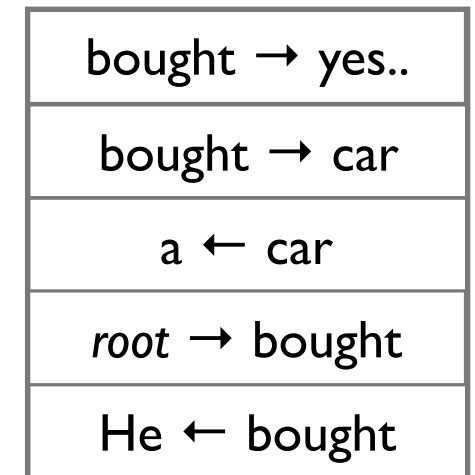 bought → yes..
bought → car
a ← car
root → bought
He ← bought